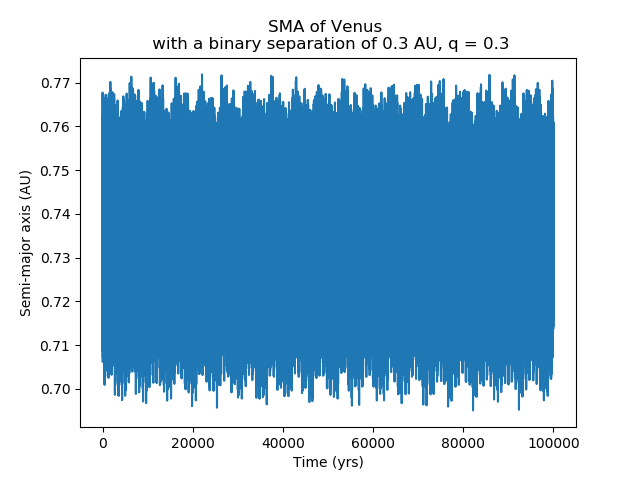 SMA of Venus
with a binary separation of 0.3 AU, q = 0.3
Semi-major axis (AU)
0.77
0.76
0.75
0.74
0.73
0.72
0.71
0.70
0 20000 40000 60000 80000 100000
Time (yrs)